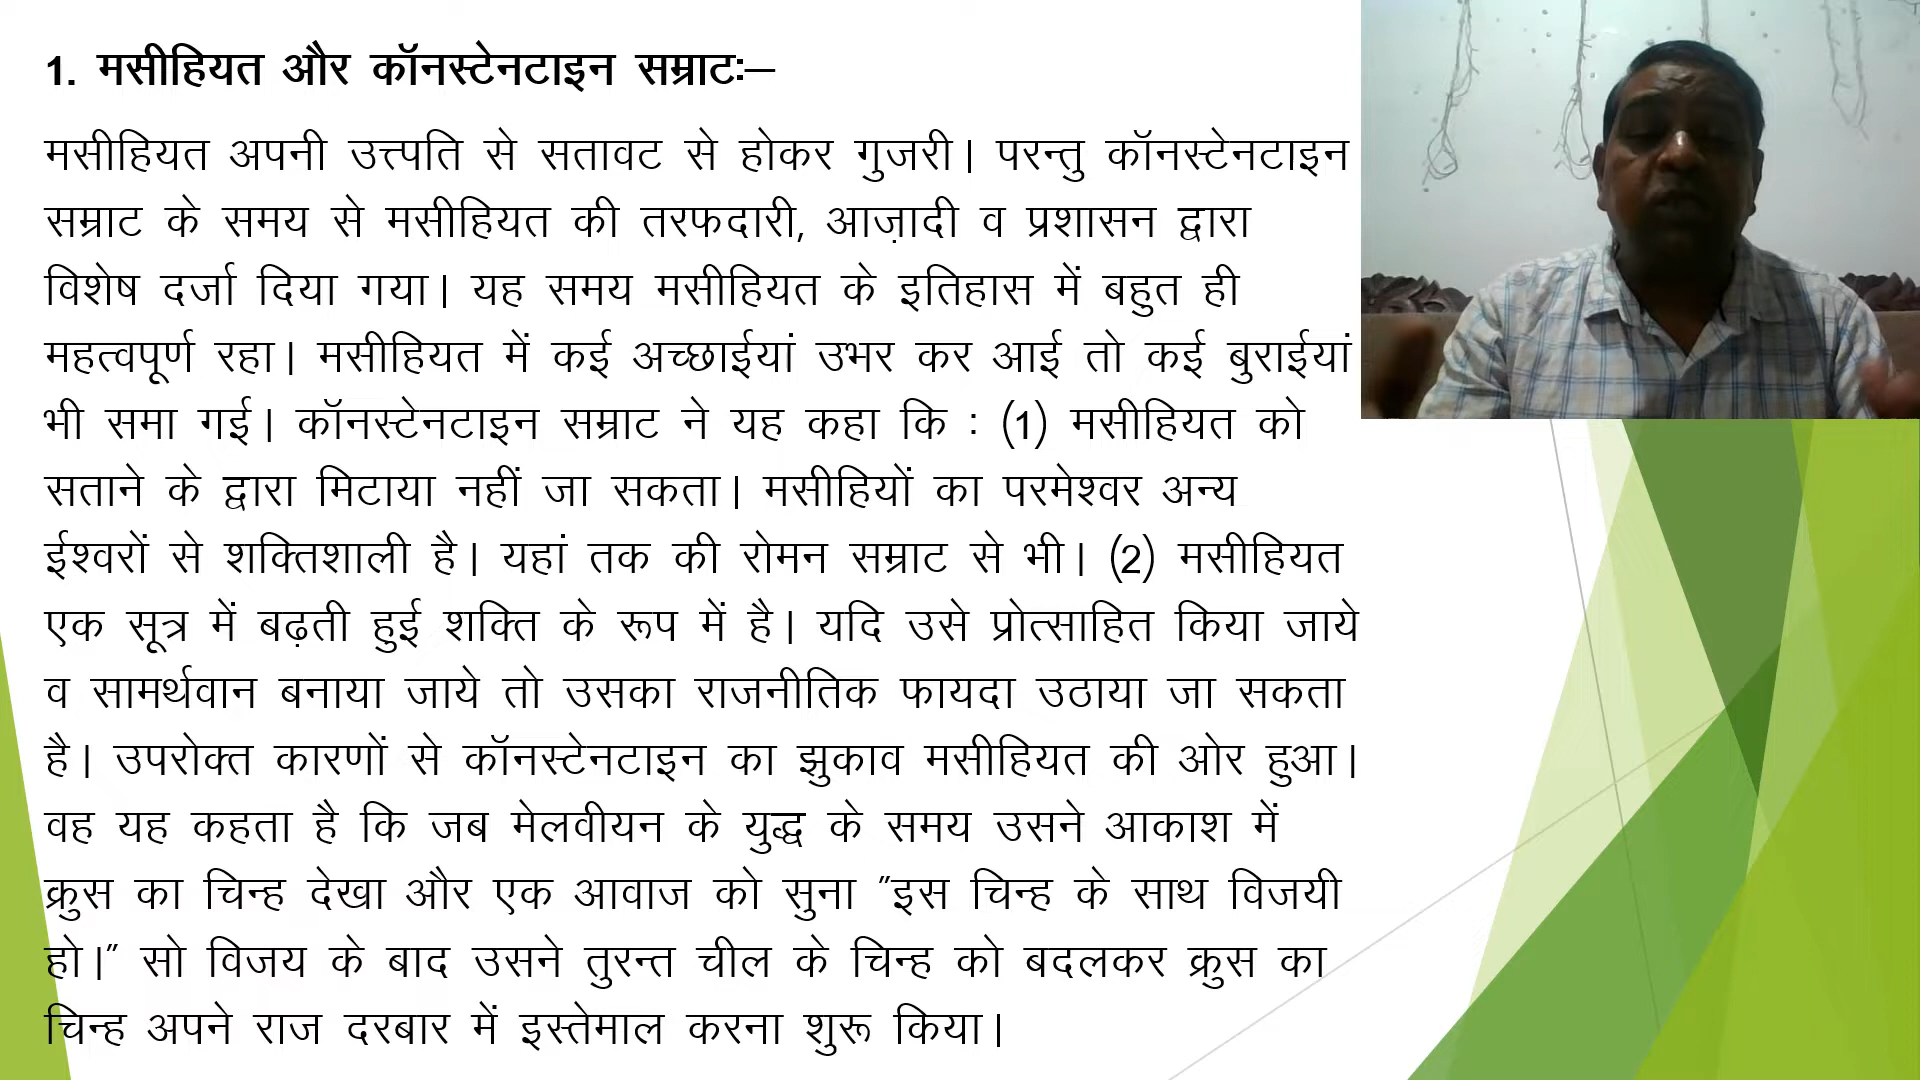 1. मसीहियत और कॉनस्टेनटाइन सम्राटः–
मसीहियत अपनी उत्त्पति से सतावट से होकर गुजरी। परन्तु कॉनस्टेनटाइन
सम्राट के समय से मसीहियत की तरफदारी, आज़ादी व प्रशासन द्वारा
विशेष दर्जा दिया गया। यह समय मसीहियत के इतिहास में बहुत ही
महत्वपूर्ण रहा। मसीहियत में कई अच्छाईयां उभर कर आई तो कई बुराईयां
भी समा गई। कॉनस्टेनटाइन सम्राट ने यह कहा कि : (1) मसीहियत को
सताने के द्वारा मिटाया नहीं जा सकता। मसीहियों का परमेश्वर अन्य
ईश्वरों से शक्तिशाली है। यहां तक की रोमन सम्राट से भी। (2) मसीहियत
एक सूत्र में बढ़ती हुई शक्ति के रूप में है। यदि उसे प्रोत्साहित किया जाये
व सामर्थवान बनाया जाये तो उसका राजनीतिक फायदा उठाया जा सकता
है। उपरोक्त कारणों से कॉनस्टेनटाइन का झुकाव मसीहियत की ओर हुआ।
वह यह कहता है कि जब मेलवीयन के युद्ध के समय उसने आकाश में
क्रुस का चिन्ह देखा और एक आवाज को सुना "इस चिन्ह के साथ विजयी
हो।" सो विजय के बाद उसने तुरन्त चील के चिन्ह को बदलकर क्रुस का
चिन्ह अपने राज दरबार में इस्तेमाल करना शुरू किया।